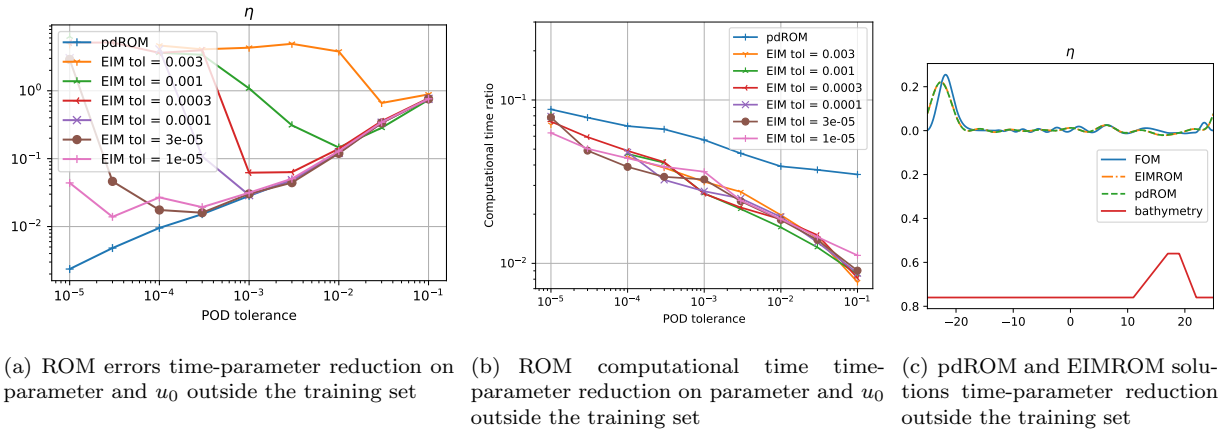 η
pdROM
EIM tol = 0.003
EIM tol = 0.001
EIM tol = 0.0003
EIM tol = 0.0001
EIM tol = 3e-05
EIM tol = 1e-05
10⁰
10⁻¹
10⁻²
10⁻⁵
10⁻⁴
10⁻³
10⁻²
10⁻¹
POD tolerance
(a) ROM errors time-parameter reduction on
parameter and u₀ outside the training set
Computational time ratio
pdROM
EIM tol = 0.003
EIM tol = 0.001
EIM tol = 0.0003
EIM tol = 0.0001
EIM tol = 3e-05
EIM tol = 1e-05
10⁻¹
10⁻²
10⁻⁵
10⁻⁴
10⁻³
10⁻²
10⁻¹
POD tolerance
(b) ROM computational time time-
parameter reduction on parameter and u₀
outside the training set
η
0.2
0.0
0.2
0.4
0.6
0.8
FOM
EIMROM
pdROM
bathymetry
−20
−10
0
10
20
(c) pdROM and EIMROM solu-
tions time-parameter reduction
outside the training set